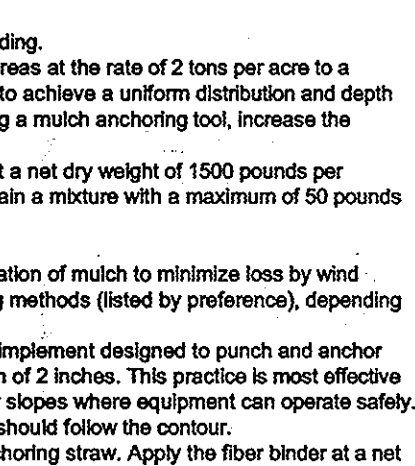 ding.
reas at the rate of 2 tons per acre to a
to achieve a uniform distribution and depth
g a mulch anchoring tool, increase the
t a net dry weight of 1500 pounds per
ain a mixture with a maximum of 50 pounds
ation of mulch to minimize loss by wind
g methods (listed by preference), depending
implement designed to punch and anchor
n of 2 inches. This practice is most effective
r slopes where equipment can operate safely.
should follow the contour.
choring straw. Apply the fiber binder at a net